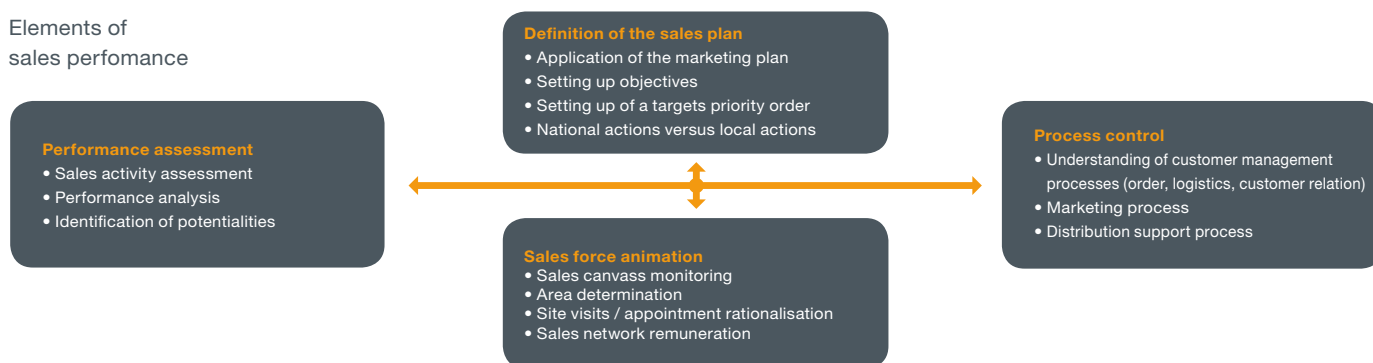 Elements of
sales perfomance
Definition of the sales plan
• Application of the marketing plan
• Setting up objectives
• Setting up of a targets priority order
• National actions versus local actions
Performance assessment
• Sales activity assessment
• Performance analysis
• Identification of potentialities
Process control
• Understanding of customer management
processes (order, logistics, customer relation)
• Marketing process
• Distribution support process
Sales force animation
• Sales canvass monitoring
• Area determination
• Site visits / appointment rationalisation
• Sales network remuneration